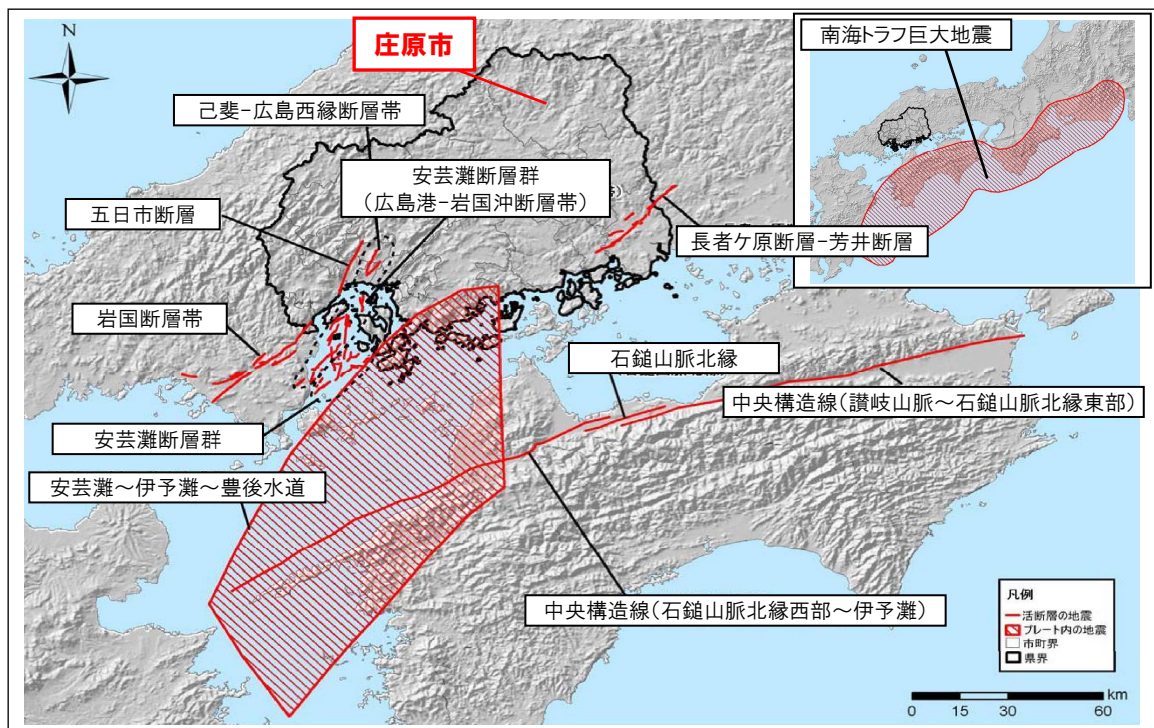 N
庄原市
南海トラフ巨大地震
己斐-広島西縁断層帯
安芸灘断層群
(広島港-岩国沖断層帯)
五日市断層
長者ケ原断層-芳井断層
岩国断層帯
石鎚山脈北縁
中央構造線(讃岐山脈～石鎚山脈北縁東部)
安芸灘断層群
安芸灘～伊予灘～豊後水道
中央構造線(石鎚山脈北縁西部～伊予灘)
凡例
活断層の地震
プレート内の地震
市町界
県界
km
0 15 30 60